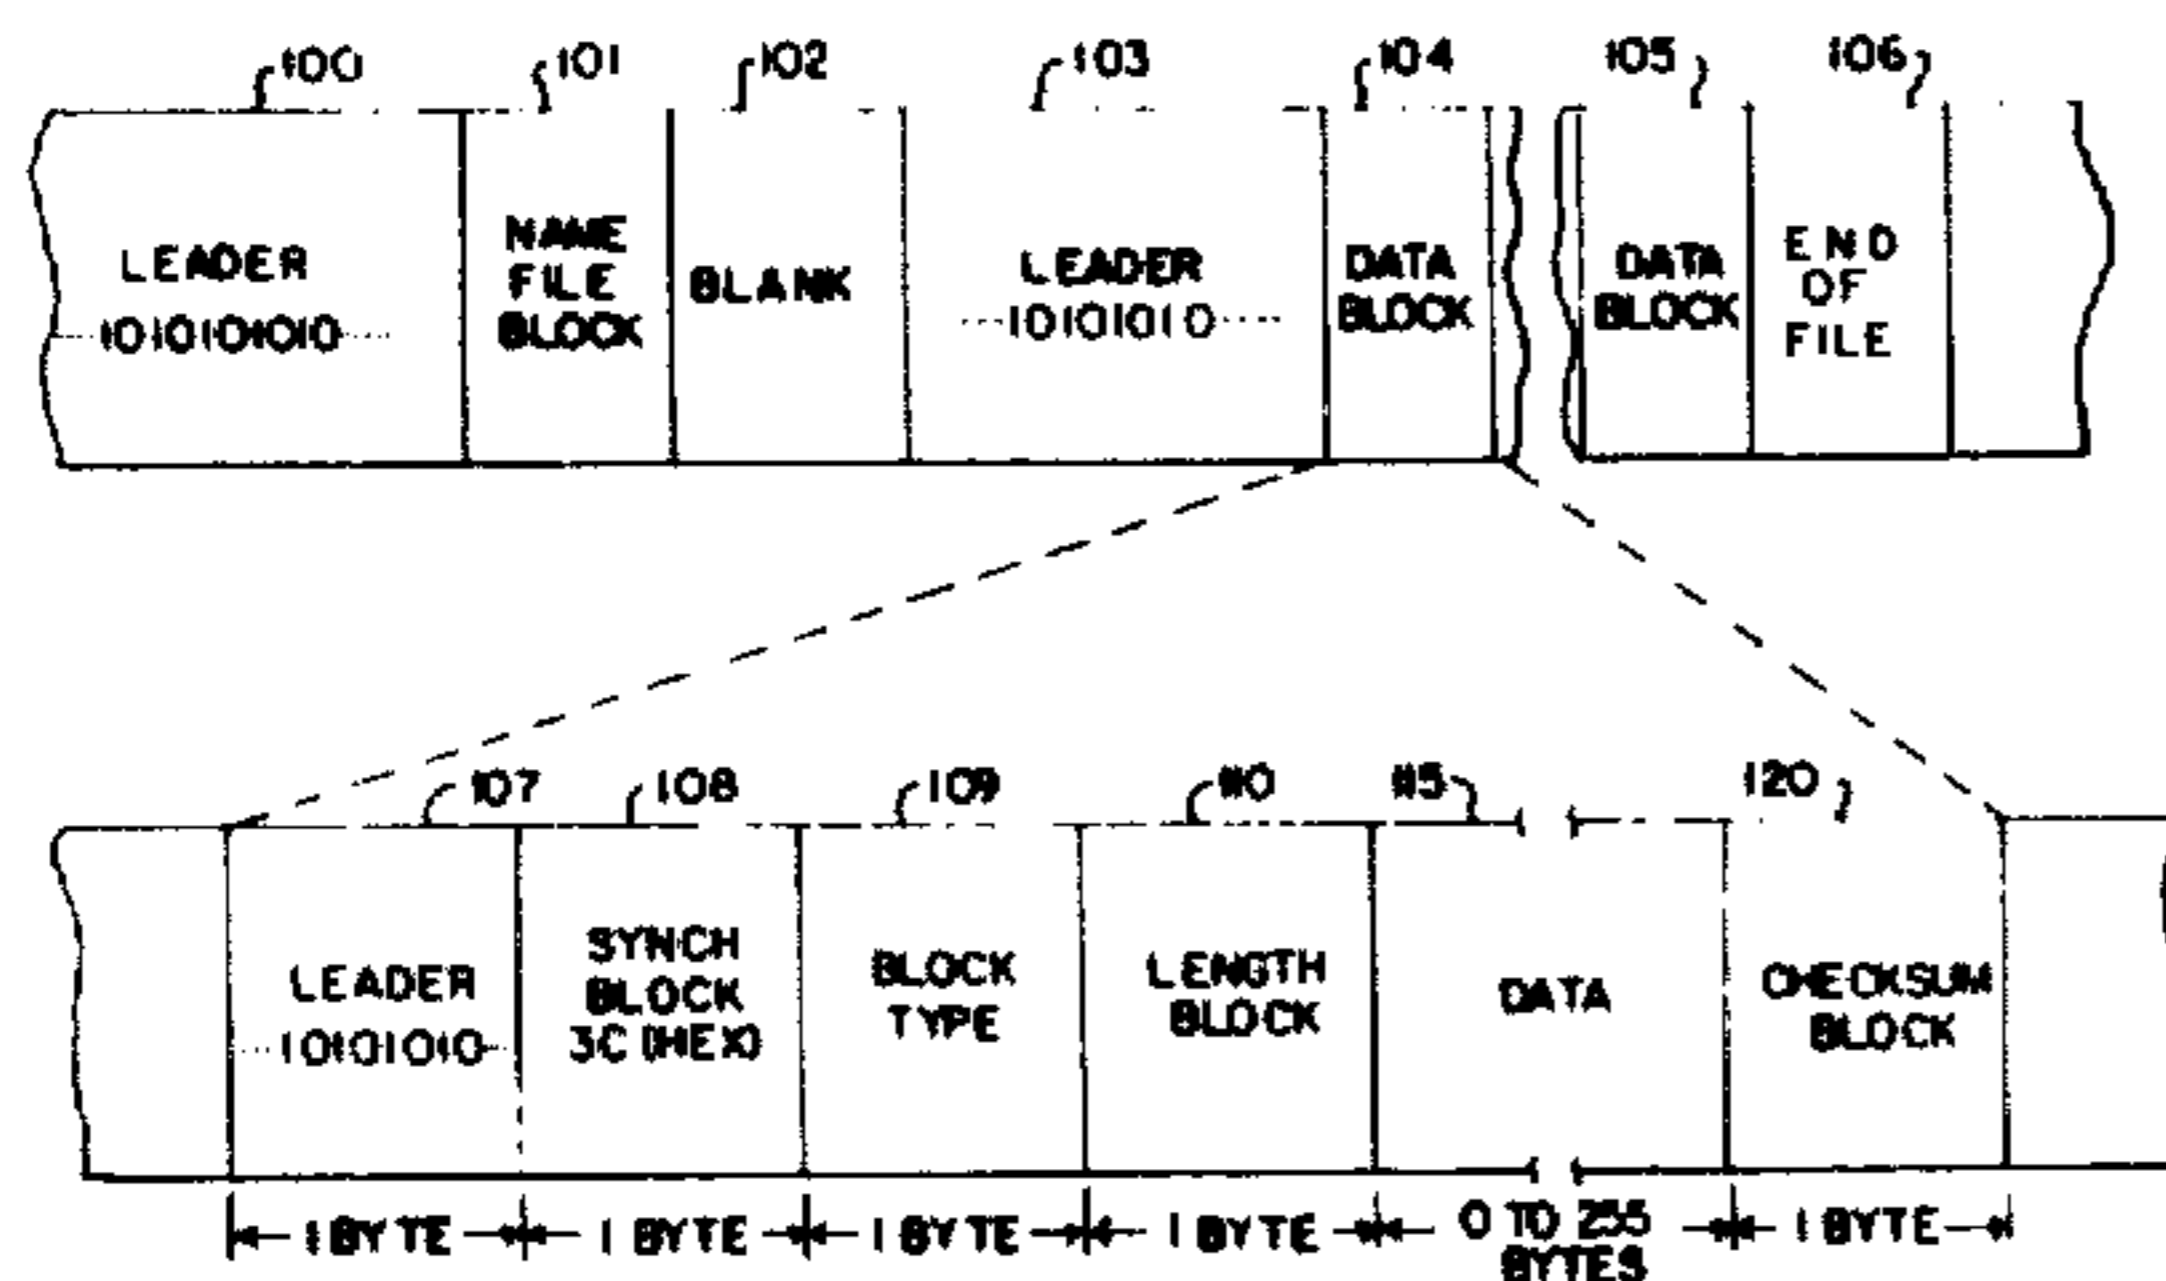 100 101 102 103 104 105 106
LEADER
1010101010
NAME
FILE
BLOCK
BLANK
LEADER
10101010
DATA
BLOCK
DATA
BLOCK
END
OF
FILE
107 108 109 110 115 120
LEADER
10101010
SYNCH
BLOCK
3C (HEX)
BLOCK
TYPE
LENGTH
BLOCK
DATA
CHECKSUM
BLOCK
1 BYTE 1 BYTE 1 BYTE 1 BYTE 0 TO 255 1 BYTE
BYTES